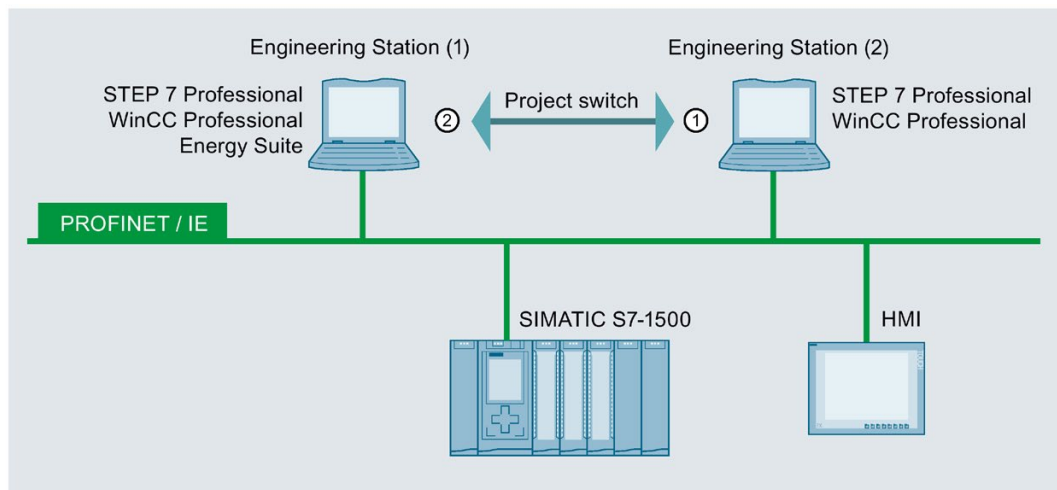 Engineering Station (1)
Engineering Station (2)
STEP 7 Professional
WinCC Professional
Energy Suite
2
Project switch
1
STEP 7 Professional
WinCC Professional
PROFINET / IE
SIMATIC S7-1500
HMI